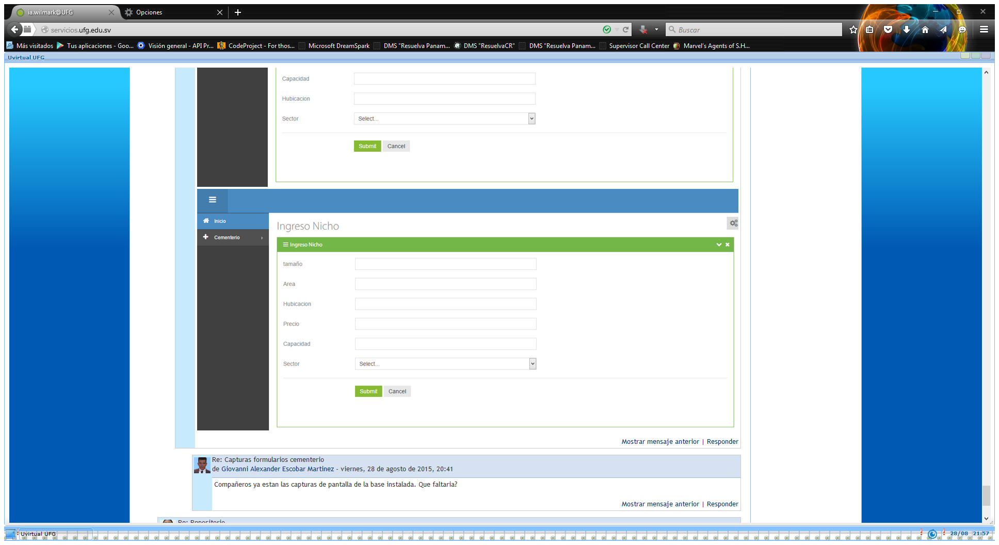 ia.wilmark@UFG
Opciones
servicios.ufg.edu.sv
Buscar
Más visitados
Tus aplicaciones - Goo...
Visión general - API Pr...
CodeProject - For thos...
Microsoft DreamSpark
DMS "Resuelva Panam...
DMS "ResuelvaCR"
DMS "Resuelva Panam...
Supervisor Call Center
Marvel's Agents of S.H...
Uvirtual UFG
Capacidad
Hubicacion
Sector
Select...
Submit
Cancel
Inicio
Cementerio
Ingreso Nicho
Ingreso Nicho
tamaño
Area
Hubicacion
Precio
Capacidad
Sector
Select...
Submit
Cancel
Mostrar mensaje anterior | Responder
Re: Capturas formularios cementerio
de Giovanni Alexander Escobar Martinez - viernes, 28 de agosto de 2015, 20:41
Compañeros ya estan las capturas de pantalla de la base instalada. Que faltaria?
Mostrar mensaje anterior | Responder
Re: Repositorio
Uvirtual UFG
28/08 21:57